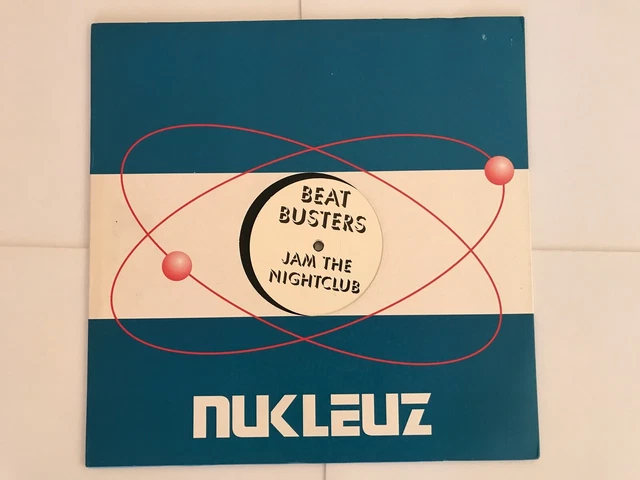 BEAT
BUSTERS
JAM THE
NIGHTCLUB
NUKLEUZ